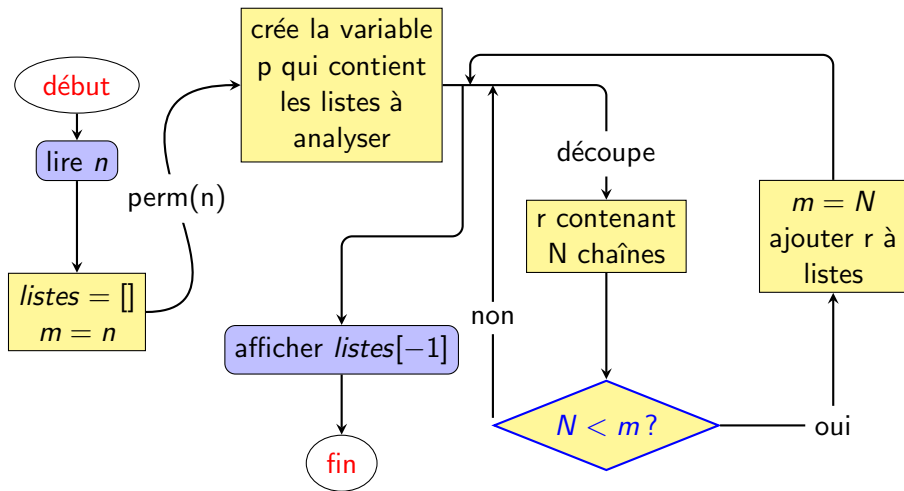 début
lire n
listes = []
m = n
perm(n)
crée la variable
p qui contient
les listes à
analyser
découpe
r contenant
N chaînes
N < m ?
non
oui
m = N
ajouter r à
listes
afficher listes[−1]
fin